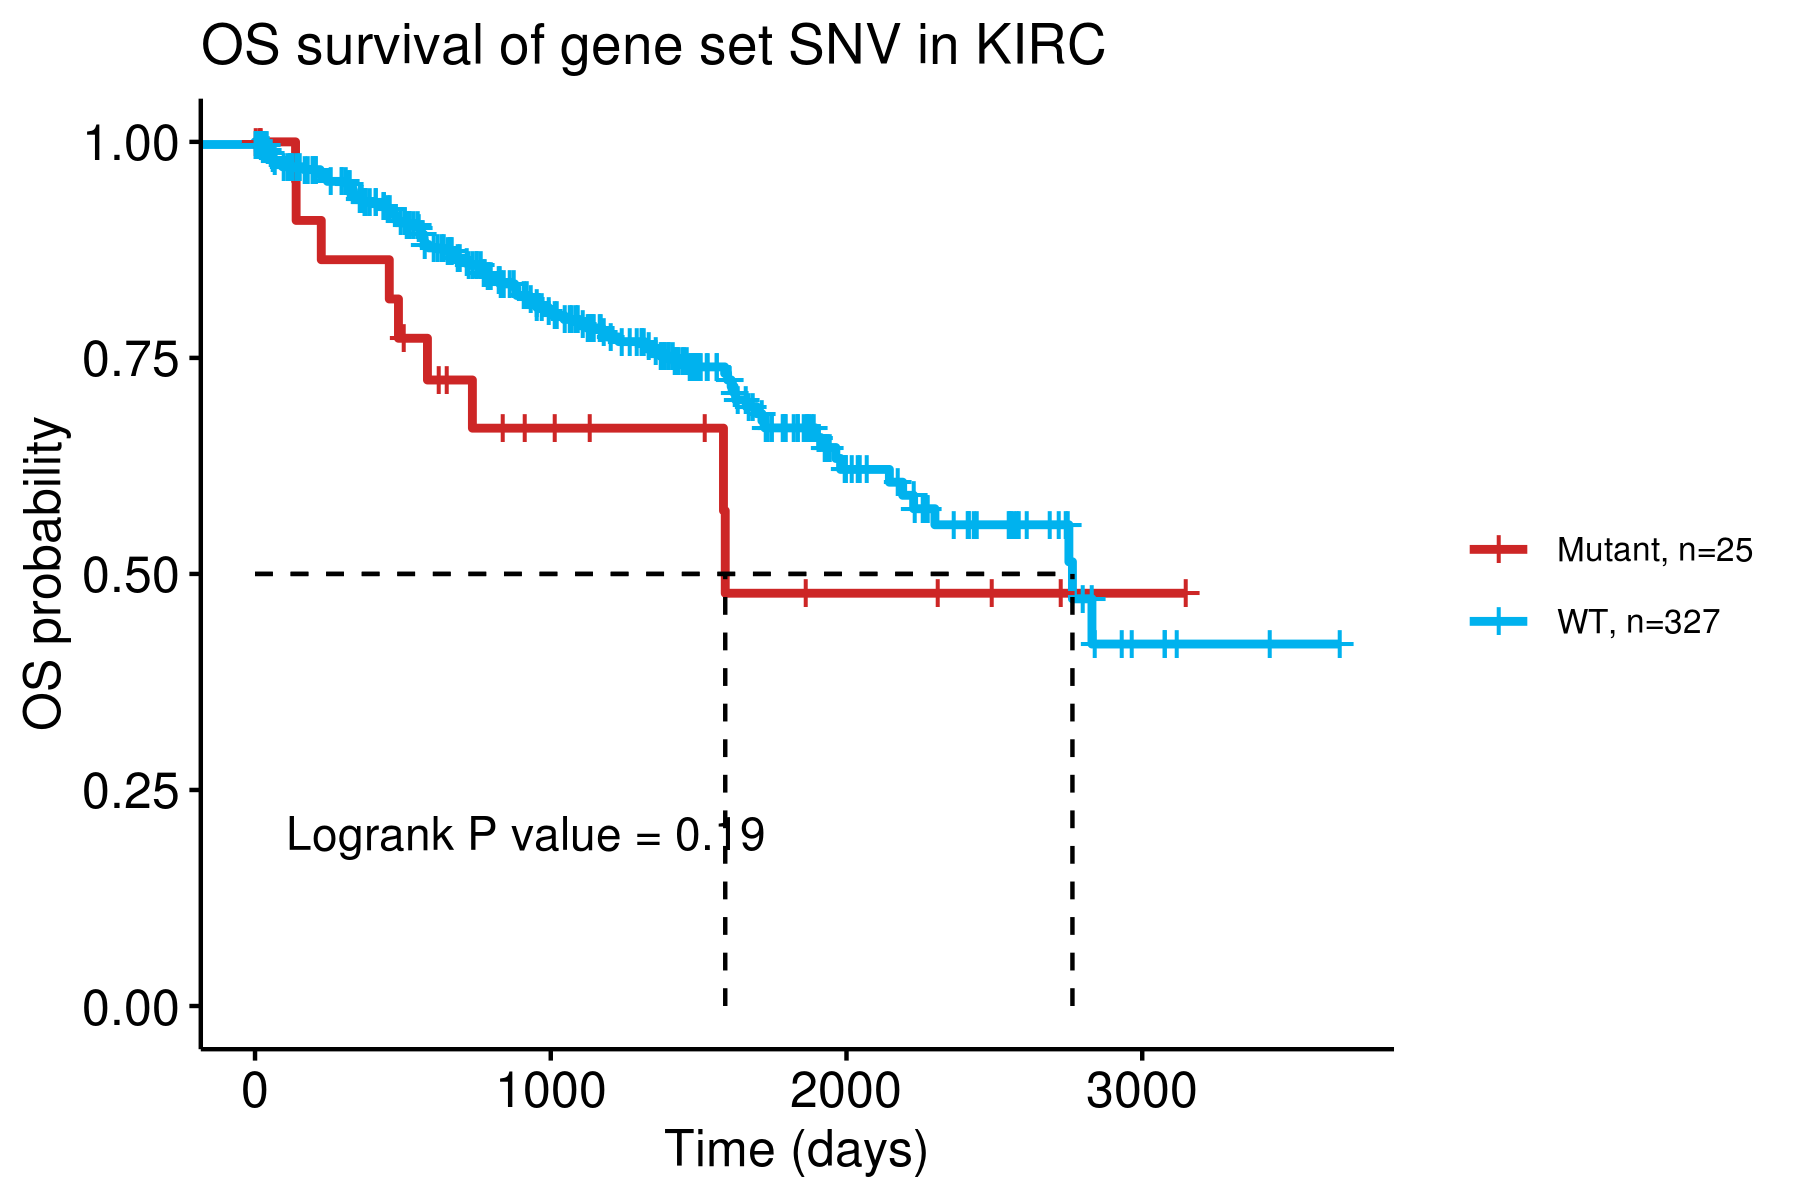 OS survival of gene set SNV in KIRC
OS probability
1.00
0.75
0.50
0.25
0.00
Logrank P value = 0.19
0 1000 2000 3000
Time (days)
Mutant, n=25
WT, n=327